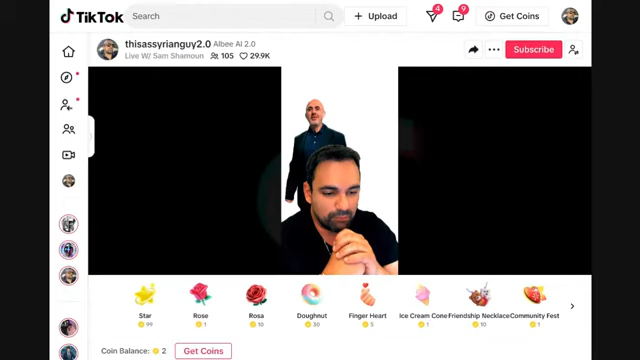 TikTok
Search
+ Upload
4
9
Get Coins
thisassyrianguy2.0 Albee AI 2.0
Live W/ Sam Shamoun 105 29.9K
Subscribe
Star
99
Rose
1
Rosa
10
Doughnut
30
Finger Heart
5
Ice Cream Cone
1
Friendship Necklace
10
Community Fest
1
Coin Balance: 2 Get Coins